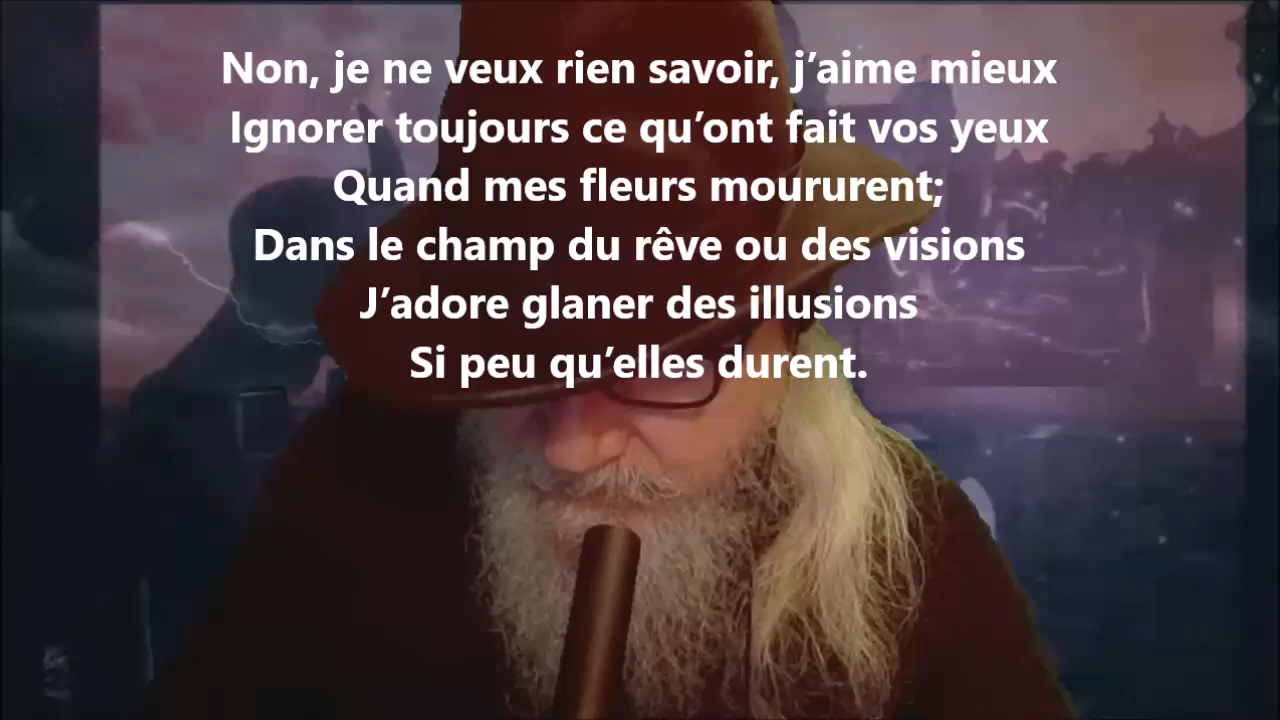 Non, je ne veux rien savoir, j’aime mieux
Ignorer toujours ce qu’ont fait vos yeux
Quand mes fleurs moururent;
Dans le champ du rêve ou des visions
J’adore glaner des illusions
Si peu qu’elles durent.